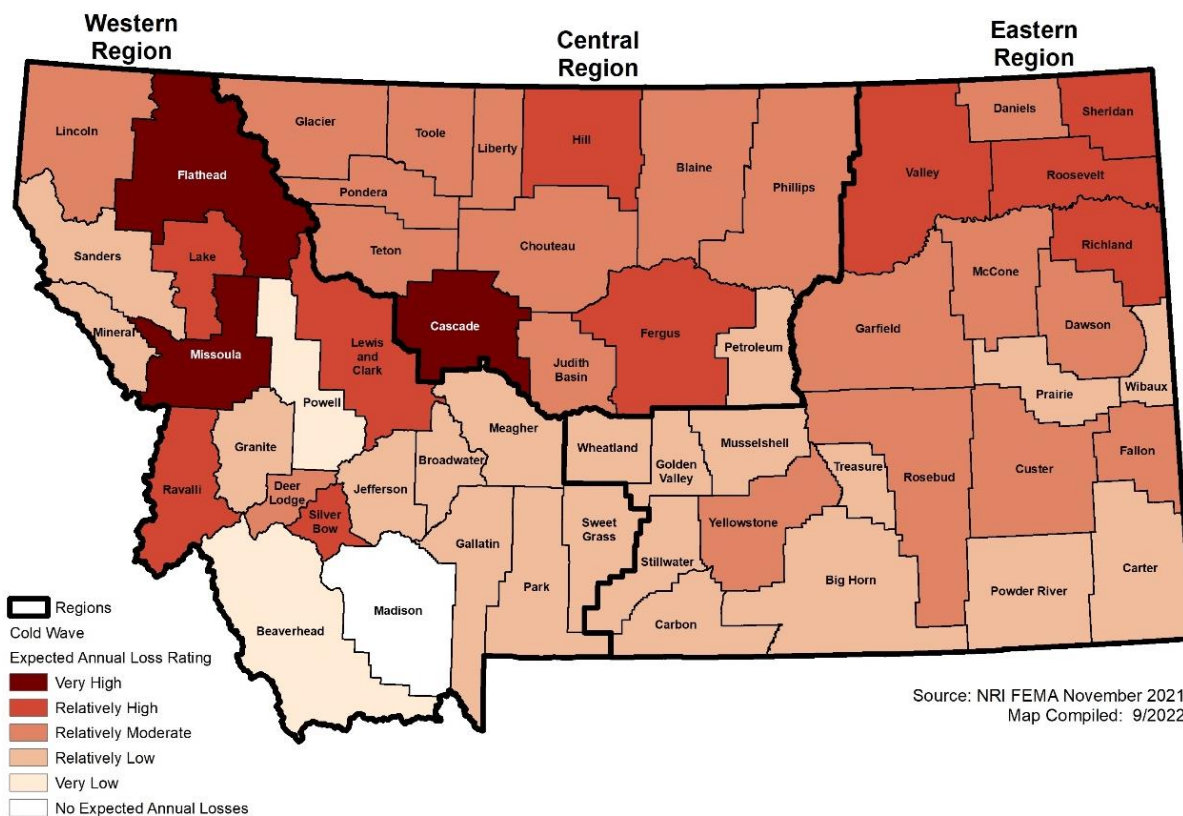 Western
Region
Central
Region
Eastern
Region
Lincoln
Flathead
Glacier
Toole
Liberty
Hill
Blaine
Phillips
Valley
Daniels
Sheridan
Roosevelt
Pondera
Teton
Chouteau
Sanders
Lake
Richland
McCone
Garfield
Dawson
Mineral
Missoula
Powell
Lewis
and
Clark
Cascade
Judith
Basin
Fergus
Petroleum
Prairie
Wibaux
Granite
Ravalli
Deer
Lodge
Silver
Bow
Jefferson
Broadwater
Meagher
Wheatland
Golden
Valley
Musselshell
Treasure
Rosebud
Custer
Fallon
Yellowstone
Sweet
Grass
Stillwater
Gallatin
Park
Madison
Beaverhead
Carbon
Big Horn
Powder River
Carter
Regions
Cold Wave
Expected Annual Loss Rating
Very High
Relatively High
Relatively Moderate
Relatively Low
Very Low
No Expected Annual Losses
Source: NRI FEMA November 2021
Map Compiled: 9/2022